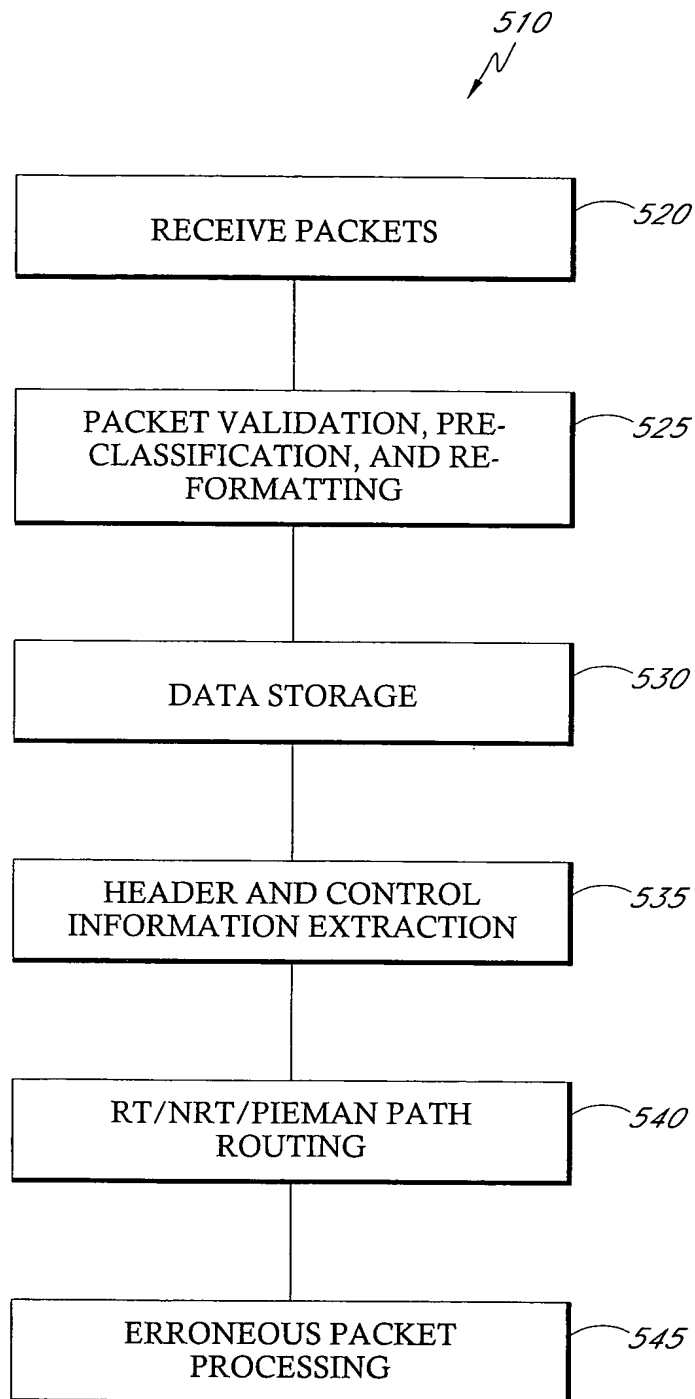 510
RECEIVE PACKETS
520
PACKET VALIDATION, PRE-
CLASSIFICATION, AND RE-
FORMATTING
525
DATA STORAGE
530
HEADER AND CONTROL
INFORMATION EXTRACTION
535
RT/NRT/PIEMAN PATH
ROUTING
540
ERRONEOUS PACKET
PROCESSING
545